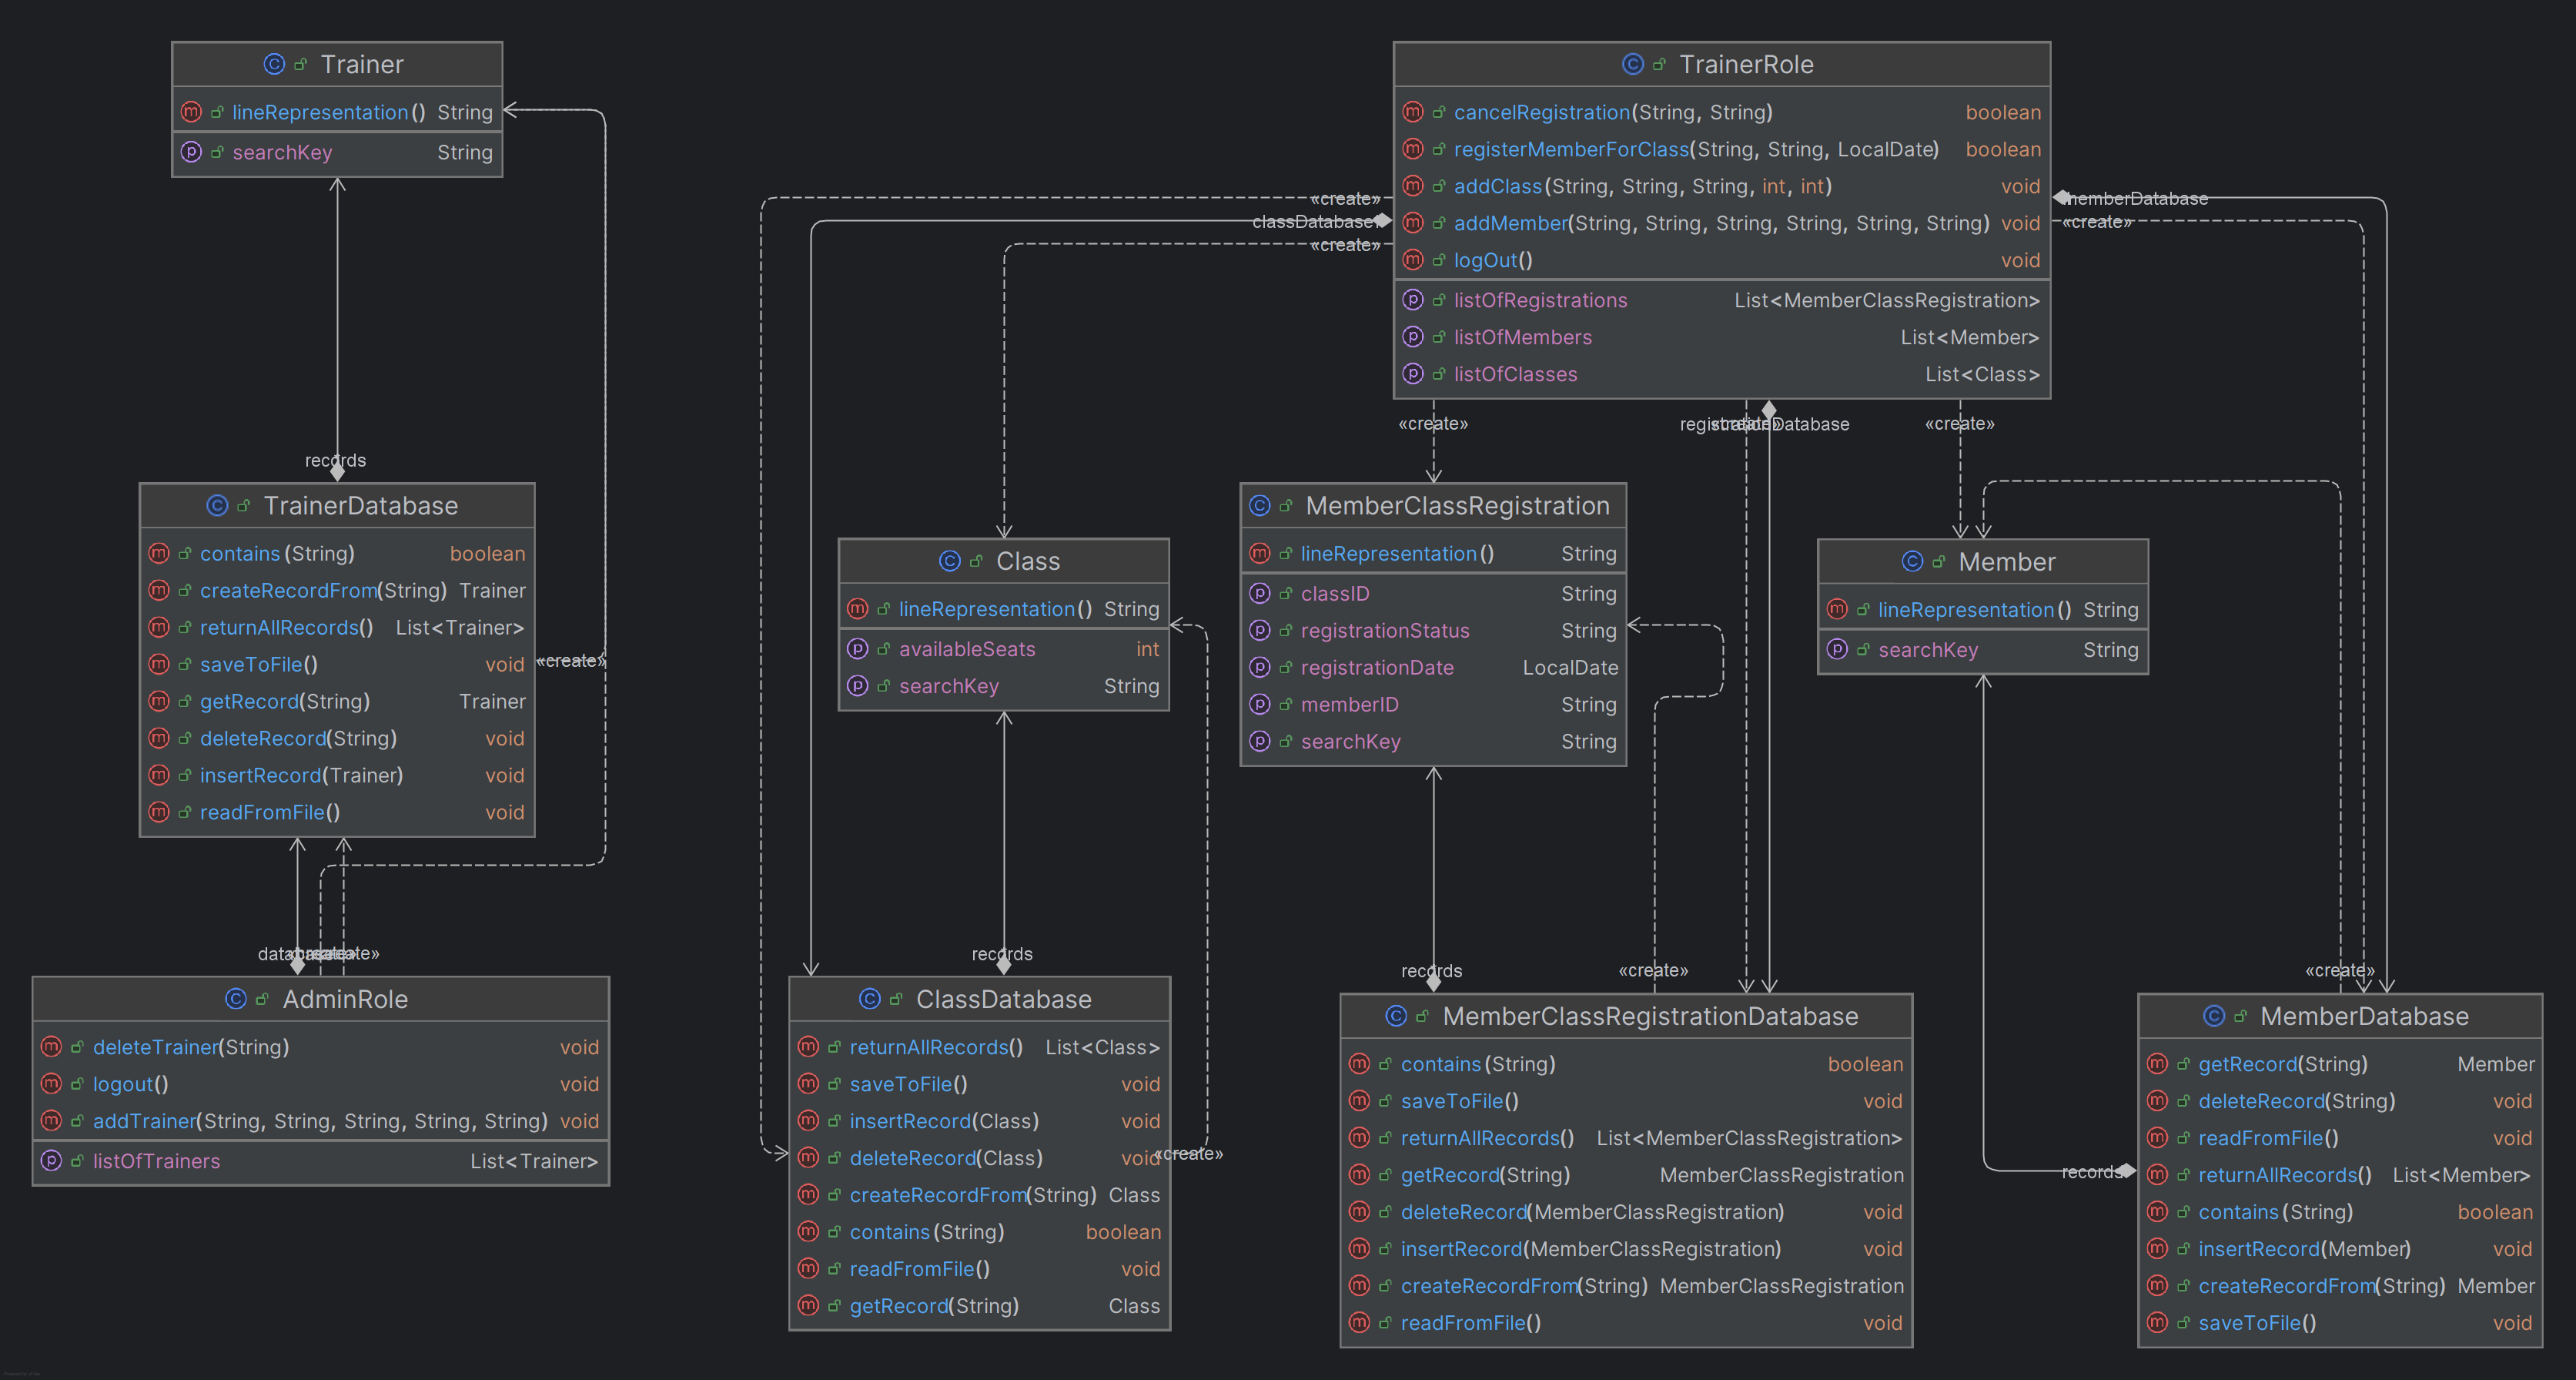 Trainer
lineRepresentation() String
searchKey String
TrainerRole
cancelRegistration(String, String) boolean
registerMemberForClass(String, String, LocalDate) boolean
addClass(String, String, String, int, int) void
addMember(String, String, String, String, String, String) void
logOut() void
listOfRegistrations List<MemberClassRegistration>
listOfMembers List<Member>
listOfClasses List<Class>
«create»
classDatabase
«create»
memberDatabase
«create»
«create»
registrationDatabase
«create»
«create»
records
TrainerDatabase
contains(String) boolean
createRecordFrom(String) Trainer
returnAllRecords() List<Trainer>
saveToFile() void
getRecord(String) Trainer
deleteRecord(String) void
insertRecord(Trainer) void
readFromFile() void
«create»
Class
lineRepresentation() String
availableSeats int
searchKey String
MemberClassRegistration
lineRepresentation() String
classID String
registrationStatus String
registrationDate LocalDate
memberID String
searchKey String
Member
lineRepresentation() String
searchKey String
database
«create»
«create»
records
records
«create»
«create»
AdminRole
deleteTrainer(String) void
logout() void
addTrainer(String, String, String, String, String) void
listOfTrainers List<Trainer>
ClassDatabase
returnAllRecords() List<Class>
saveToFile() void
insertRecord(Class) void
deleteRecord(Class) void
createRecordFrom(String) Class
contains(String) boolean
readFromFile() void
getRecord(String) Class
«create»
MemberClassRegistrationDatabase
contains(String) boolean
saveToFile() void
returnAllRecords() List<MemberClassRegistration>
getRecord(String) MemberClassRegistration
deleteRecord(MemberClassRegistration) void
insertRecord(MemberClassRegistration) void
createRecordFrom(String) MemberClassRegistration
readFromFile() void
records
MemberDatabase
getRecord(String) Member
deleteRecord(String) void
readFromFile() void
returnAllRecords() List<Member>
contains(String) boolean
insertRecord(Member) void
createRecordFrom(String) Member
saveToFile() void